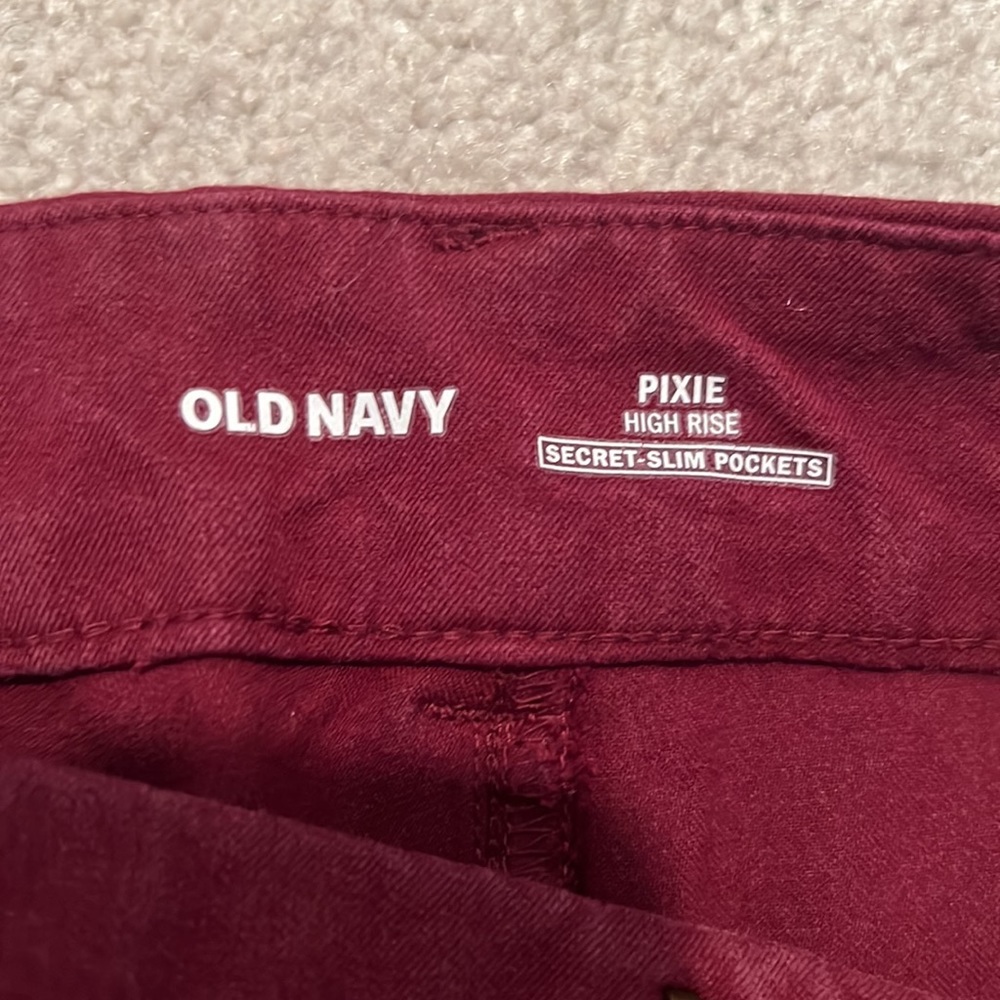 OLD NAVY
PIXIE
HIGH RISE
SECRET-SLIM POCKETS